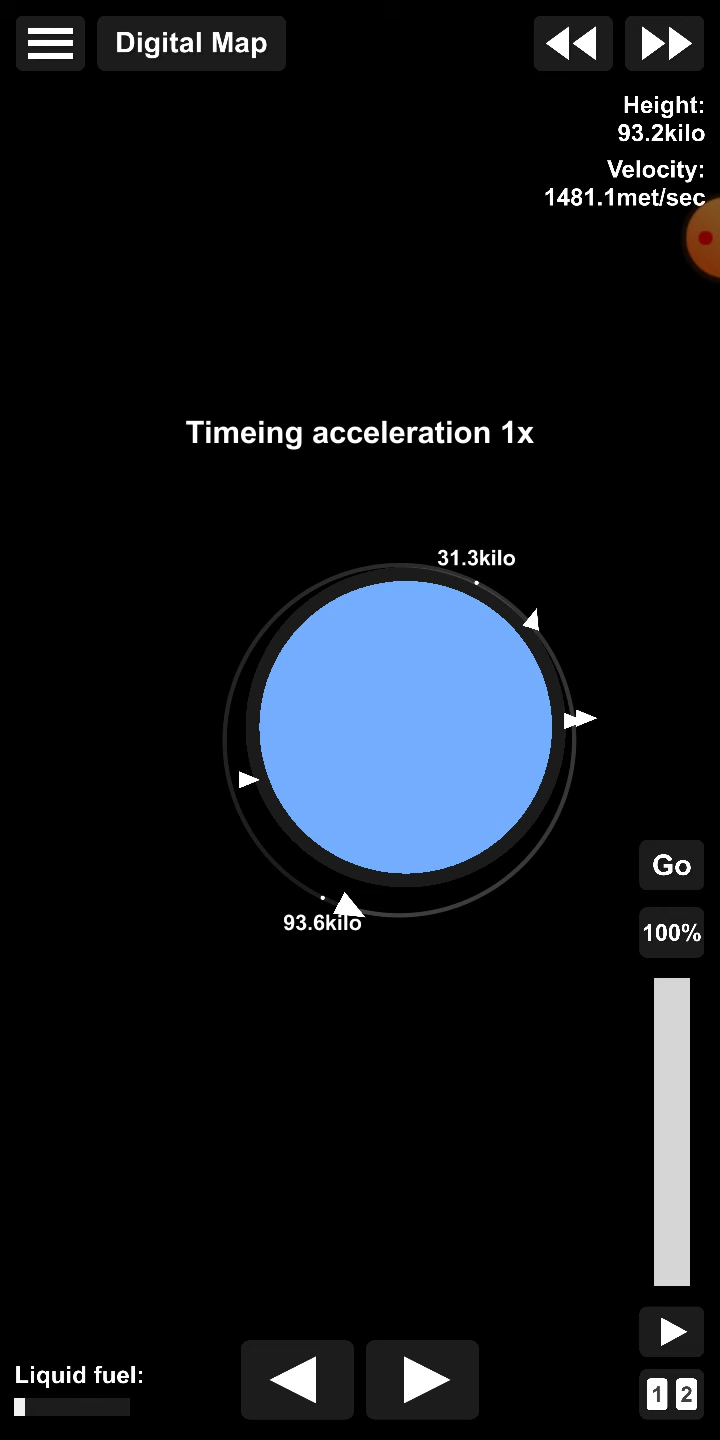 Digital Map
Height:
93.2kilo
Velocity:
1481.1met/sec
Timeing acceleration 1x
31.3kilo
93.6kilo
Go
100%
Liquid fuel:
1 2